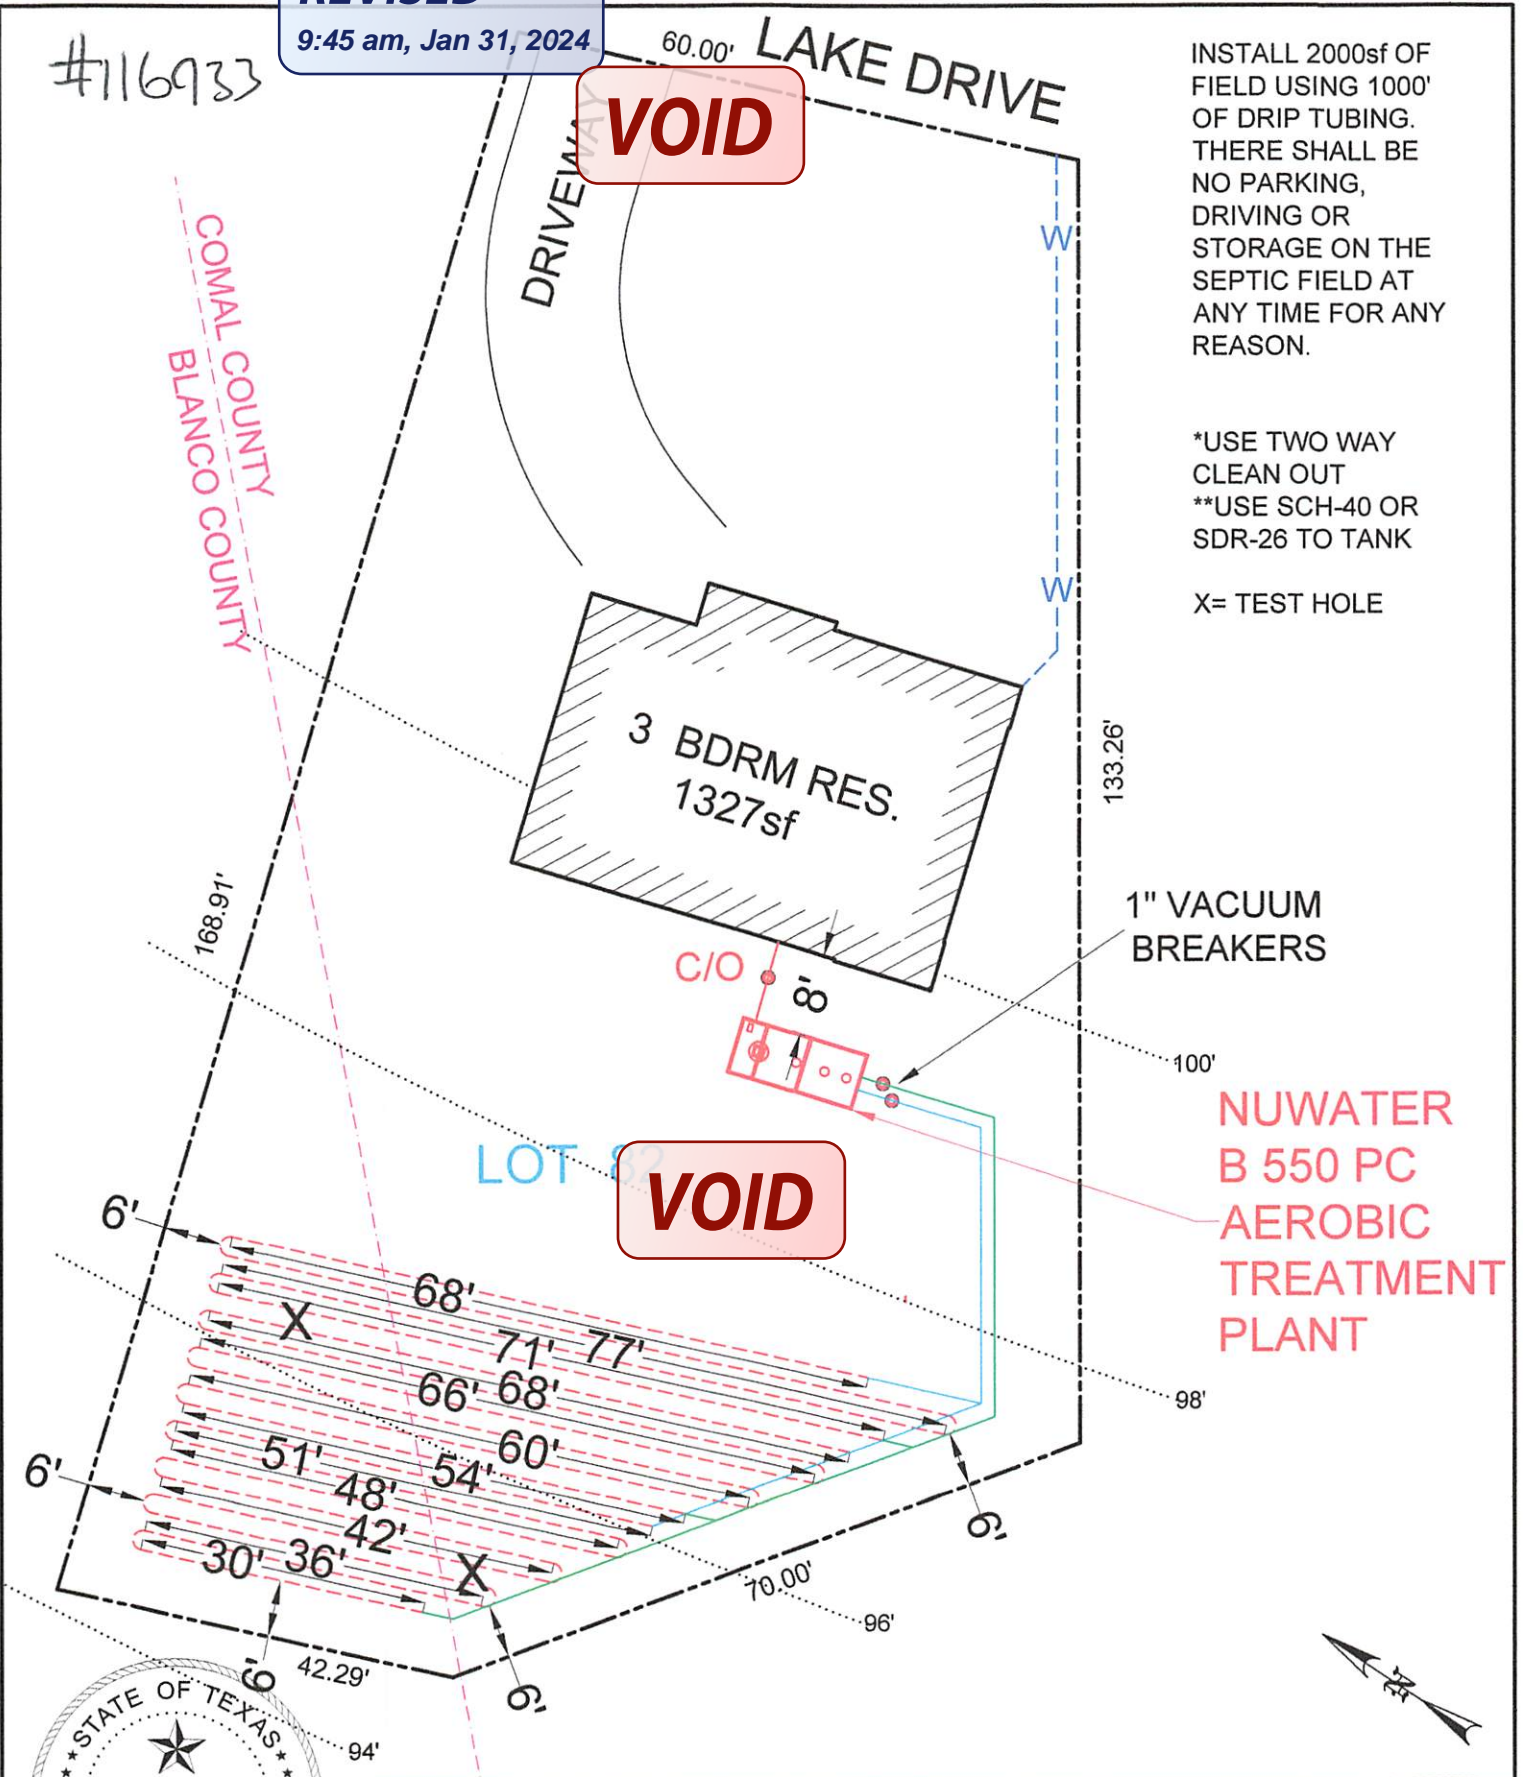 REVISED
9:45 am, Jan 31, 2024
#116933
60.00'
LAKE DRIVE
VOID
DRIVEWAY
INSTALL 2000sf OF
FIELD USING 1000'
OF DRIP TUBING.
THERE SHALL BE
NO PARKING,
DRIVING OR
STORAGE ON THE
SEPTIC FIELD AT
ANY TIME FOR ANY
REASON.
*USE TWO WAY
CLEAN OUT
**USE SCH-40 OR
SDR-26 TO TANK
X= TEST HOLE
W
W
COMAL COUNTY
BLANCO COUNTY
3 BDRM RES.
1327sf
133.26'
168.91'
1" VACUUM
BREAKERS
C/O
8'
100'
NUWATER
B 550 PC
AEROBIC
TREATMENT
PLANT
LOT 82
VOID
6'
68'
X
71' 77'
66' 68'
98'
60'
51' 54'
6'
48'
42'
6'
30' 36'
X
70.00'
96'
6'
42.29'
6'
94'
N
STATE OF TEXAS